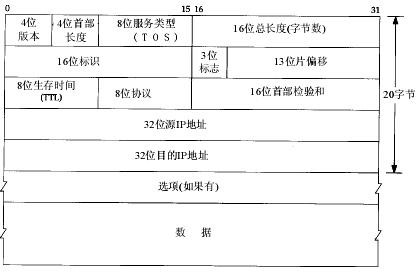 0 15 16 31
4位版本 4位首部长度 8位服务类型(TOS) 16位总长度(字节数)
16位标识 3位标志 13位片偏移
8位生存时间(TTL) 8位协议 16位首部检验和
20字节
32位源IP地址
32位目的IP地址
选项(如果有)
数 据